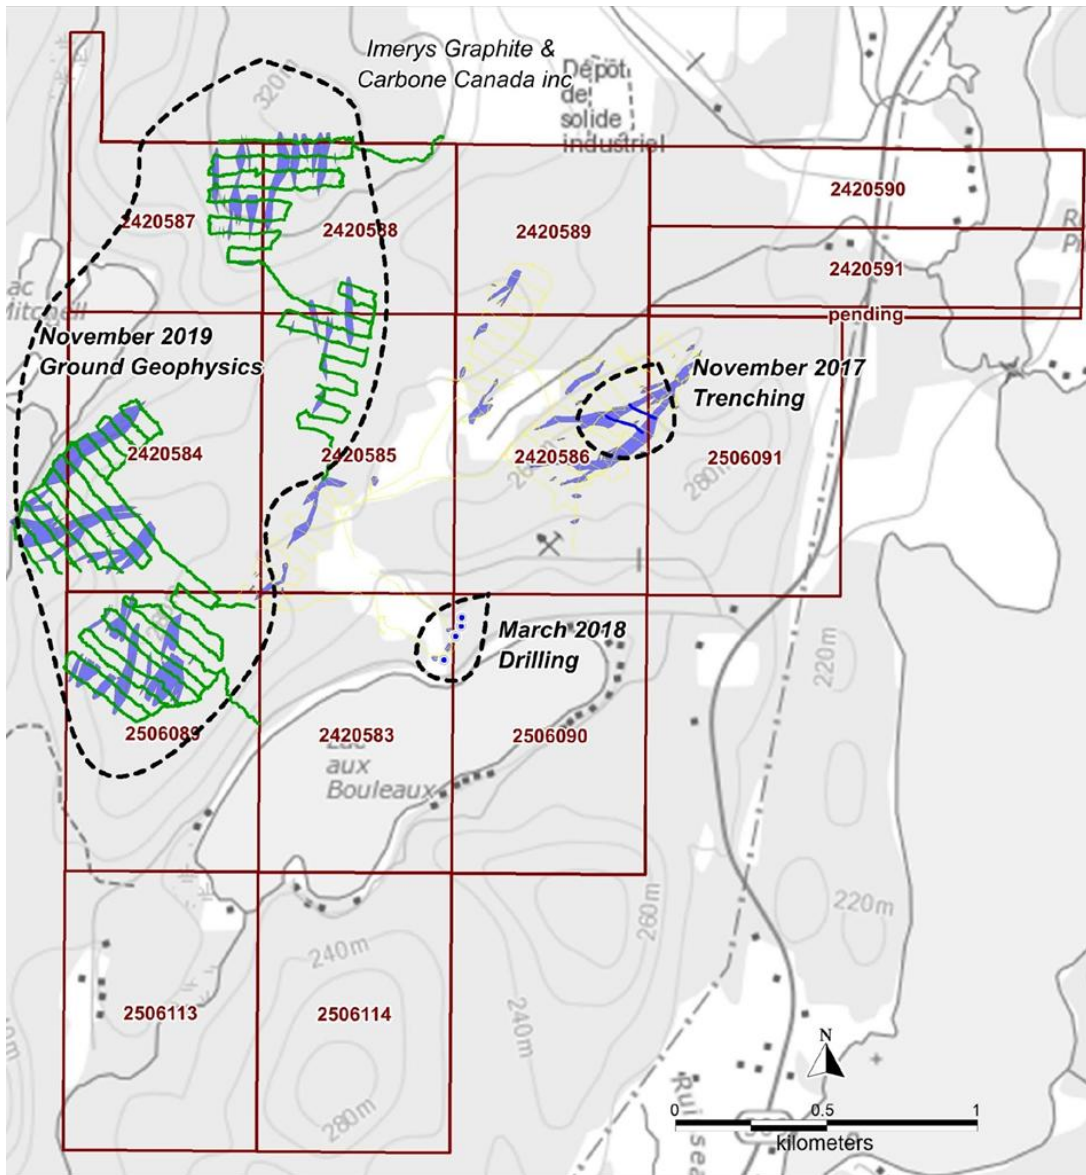 Imerys Graphite &
Carbone Canada inc
Dépôt
de
solide
industriel
320m
2420590
2420587
2420588
2420589
2420591
pending
November 2019
Ground Geophysics
November 2017
Trenching
2420584
2420585
2420586
2506091
280m
March 2018
Drilling
220m
2506089
2420583
2506090
aux
Bouleaux
260m
220m
240m
2506113
2506114
240m
280m
N
0
0.5
1
kilometers